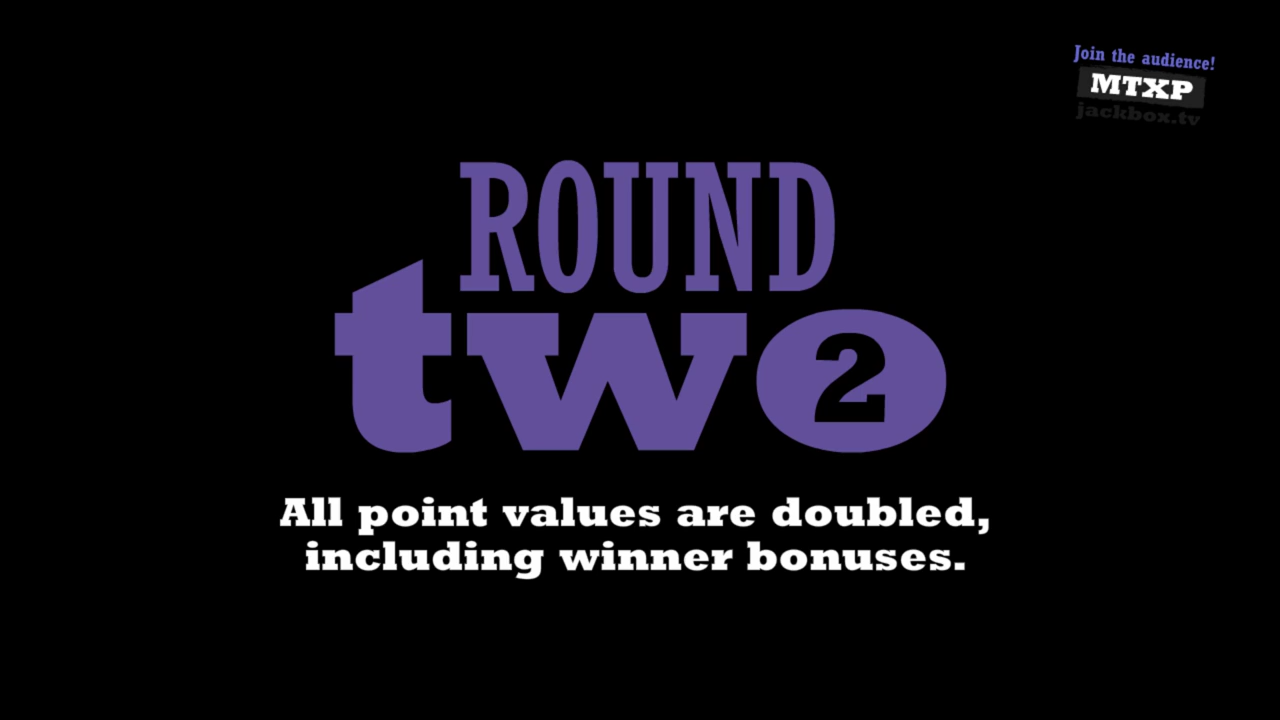 Join the audience!
MTXP
jackbox.tv
ROUND
two
2
All point values are doubled,
including winner bonuses.